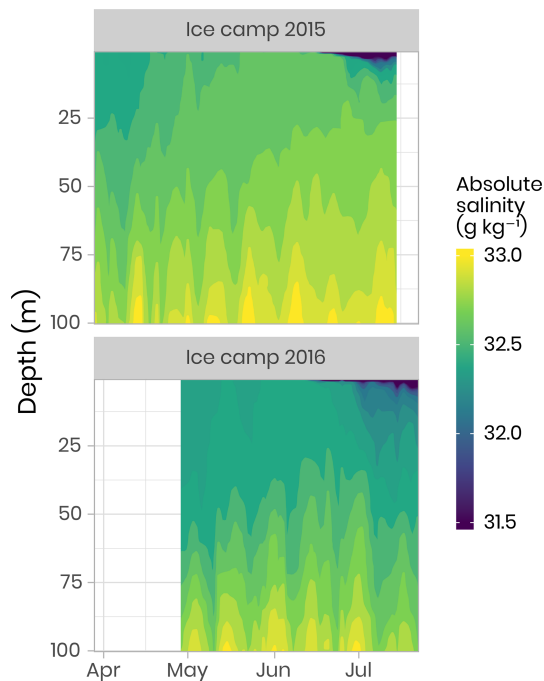 Ice camp 2015
25
50
75
100
Depth (m)
Ice camp 2016
25
50
75
100
Apr May Jun Jul
Absolute
salinity
(g kg⁻¹)
33.0
32.5
32.0
31.5